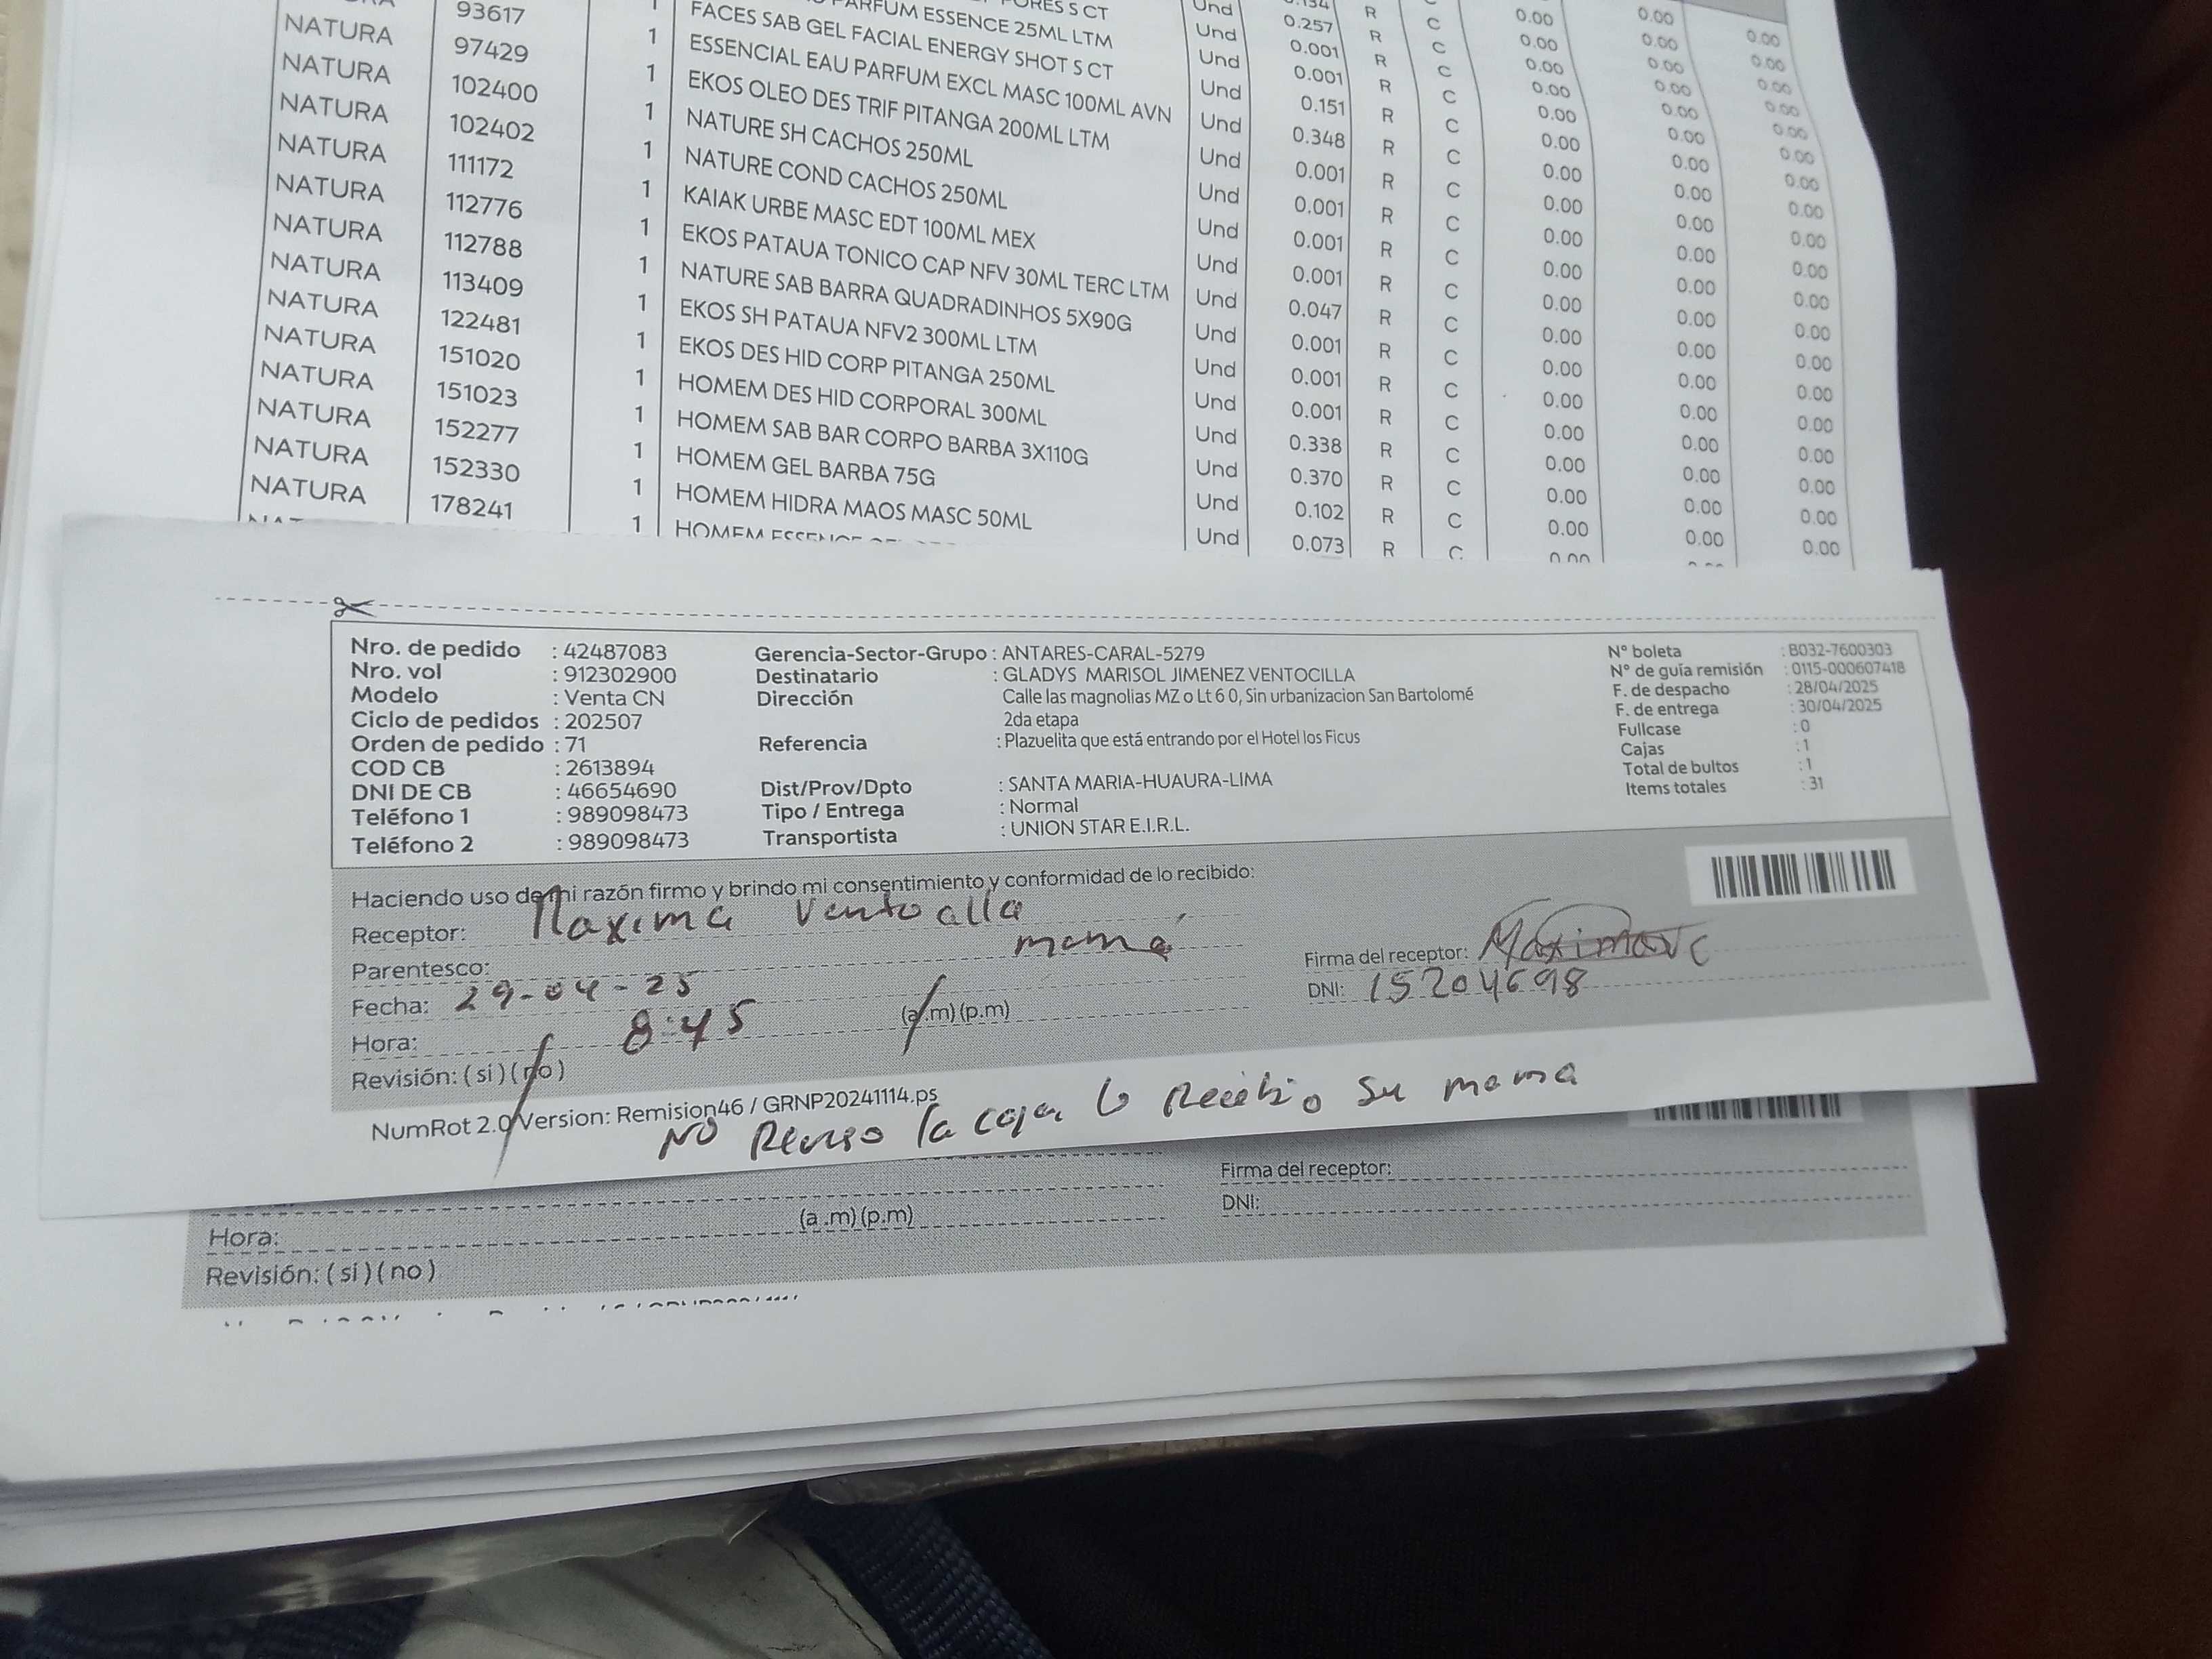 NATURA 93617 1 FACES SAB GEL FACIAL ENERGY SHOT S CT Und 0.257 R C 0.00 0.00 0.00
NATURA 97429 1 ESSENCIAL EAU PARFUM EXCL MASC 100ML AVN Und 0.001 R C 0.00 0.00 0.00
NATURA 102400 1 EKOS OLEO DES TRIF PITANGA 200ML LTM Und 0.001 R C 0.00 0.00 0.00
NATURA 102402 1 NATURE SH CACHOS 250ML Und 0.151 R C 0.00 0.00 0.00
NATURA 111172 1 NATURE COND CACHOS 250ML Und 0.348 R C 0.00 0.00 0.00
NATURA 112776 1 KAIAK URBE MASC EDT 100ML MEX Und 0.001 R C 0.00 0.00 0.00
NATURA 112788 1 EKOS PATAUA TONICO CAP NFV 30ML TERC LTM Und 0.001 R C 0.00 0.00 0.00
NATURA 113409 1 NATURE SAB BARRA QUADRADINHOS 5X90G Und 0.047 R C 0.00 0.00 0.00
NATURA 122481 1 EKOS SH PATAUA NFV2 300ML LTM Und 0.001 R C 0.00 0.00 0.00
NATURA 151020 1 EKOS DES HID CORP PITANGA 250ML Und 0.001 R C 0.00 0.00 0.00
NATURA 151023 1 HOMEM DES HID CORPORAL 300ML Und 0.001 R C 0.00 0.00 0.00
NATURA 152277 1 HOMEM SAB BAR CORPO BARBA 3X110G Und 0.338 R C 0.00 0.00 0.00
NATURA 152330 1 HOMEM GEL BARBA 75G Und 0.370 R C 0.00 0.00 0.00
NATURA 178241 1 HOMEM HIDRA MAOS MASC 50ML Und 0.102 R C 0.00 0.00 0.00
1 HOMEM Und 0.073 R C 0.00
Nro. de pedido : 42487083 Gerencia-Sector-Grupo : ANTARES-CARAL-5279 N° boleta : B032-7600303
Nro. vol : 912302900 Destinatario : GLADYS MARISOL JIMENEZ VENTOCILLA N° de guía remisión : 0115-000607418
Modelo : Venta CN Dirección Calle las magnolias MZ o Lt 6 0, Sin urbanizacion San Bartolomé F. de despacho : 28/04/2025
Ciclo de pedidos : 202507 2da etapa F. de entrega : 30/04/2025
Orden de pedido : 71 Referencia : Plazuelita que está entrando por el Hotel los Ficus Fullcase : 0
COD CB : 2613894 Cajas : 1
DNI DE CB : 46654690 Dist/Prov/Dpto : SANTA MARIA-HUAURA-LIMA Total de bultos : 1
Teléfono 1 : 989098473 Tipo / Entrega : Normal Items totales : 31
Teléfono 2 : 989098473 Transportista : UNION STAR E.I.R.L.
Haciendo uso de mi razón firmo y brindo mi consentimiento y conformidad de lo recibido:
Receptor: Maxima Ventocilla
Parentesco: mamá Firma del receptor: Maxima VC
Fecha: 29-04-25 DNI: 15204698
Hora: 8:45 (a.m) (p.m)
Revisión: (si) (no)
NumRot 2.0 Version: Remision46 / GRNP20241114.ps
NO Reviso la caja lo Recibio su mama
Firma del receptor:
DNI:
Hora: (a .m) (p.m)
Revisión: (si) (no)